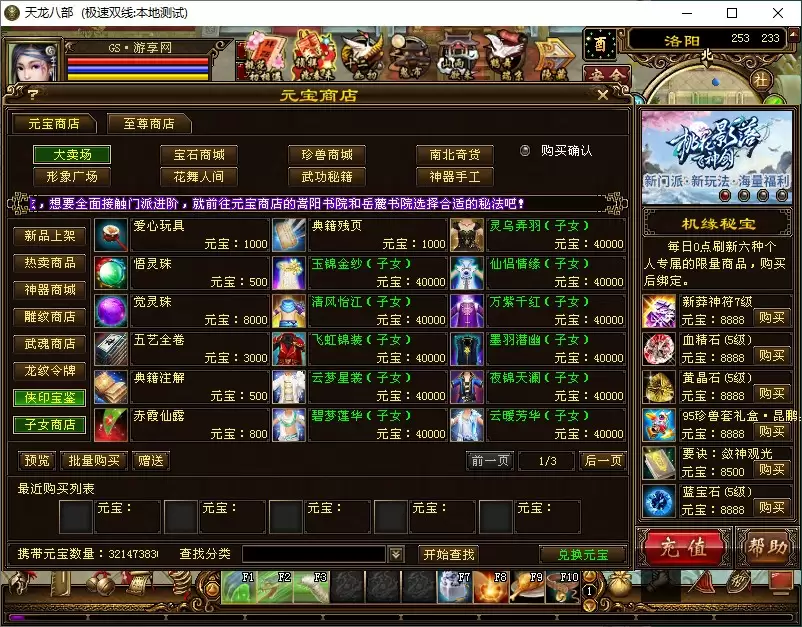 天龙八部 (极速双线:本地测试)
GS·游享网
酉
洛阳
253 233
北
社
安全
?
元宝商店
元宝商店
至尊商店
大卖场
宝石商城
珍兽商城
南北奇货
购买确认
形象广场
花舞人间
武功秘籍
神器手工
，想要全面接触门派进阶，就前往元宝商店的嵩阳书院和岳麓书院选择合适的秘法吧！
新品上架
热卖商品
神器商城
雕纹商店
武魂商店
龙纹令牌
侠印宝鉴
子女商店
爱心玩具
元宝：1000
典籍残页
元宝：1000
灵乌弄羽(子女)
元宝：40000
悟灵珠
元宝：500
玉锦金纱(子女)
元宝：40000
仙侣情缘(子女)
元宝：40000
觉灵珠
元宝：8000
清风怡江(子女)
元宝：40000
万紫千红(子女)
元宝：40000
五艺全卷
元宝：3000
飞虹锦装(子女)
元宝：40000
墨羽潜幽(子女)
元宝：40000
典籍注解
元宝：500
云梦星裳(子女)
元宝：40000
夜锦天澜(子女)
元宝：40000
赤霞仙露
元宝：800
碧梦莲华(子女)
元宝：40000
云暖芳华(子女)
元宝：40000
预览
批量购买
赠送
前一页
1/3
后一页
最近购买列表
元宝：
元宝：
元宝：
元宝：
元宝：
携带元宝数量：
查找分类
开始查找
兑换元宝
桃花影落
新门派·新玩法·海量福利
机缘秘宝
每日0点刷新六种个
人专属的限量商品，购买
后绑定。
新莽神符7级
元宝：8888
购买
血精石(5级)
元宝：8888
购买
黄晶石(5级)
元宝：8888
购买
95珍兽套礼盒·昆鹏
元宝：8888
购买
要诀：敛神观光
元宝：8500
购买
蓝宝石(5级)
元宝：8888
购买
充值
帮助
F1
F2
F3
F7
F8
F9
F10
1